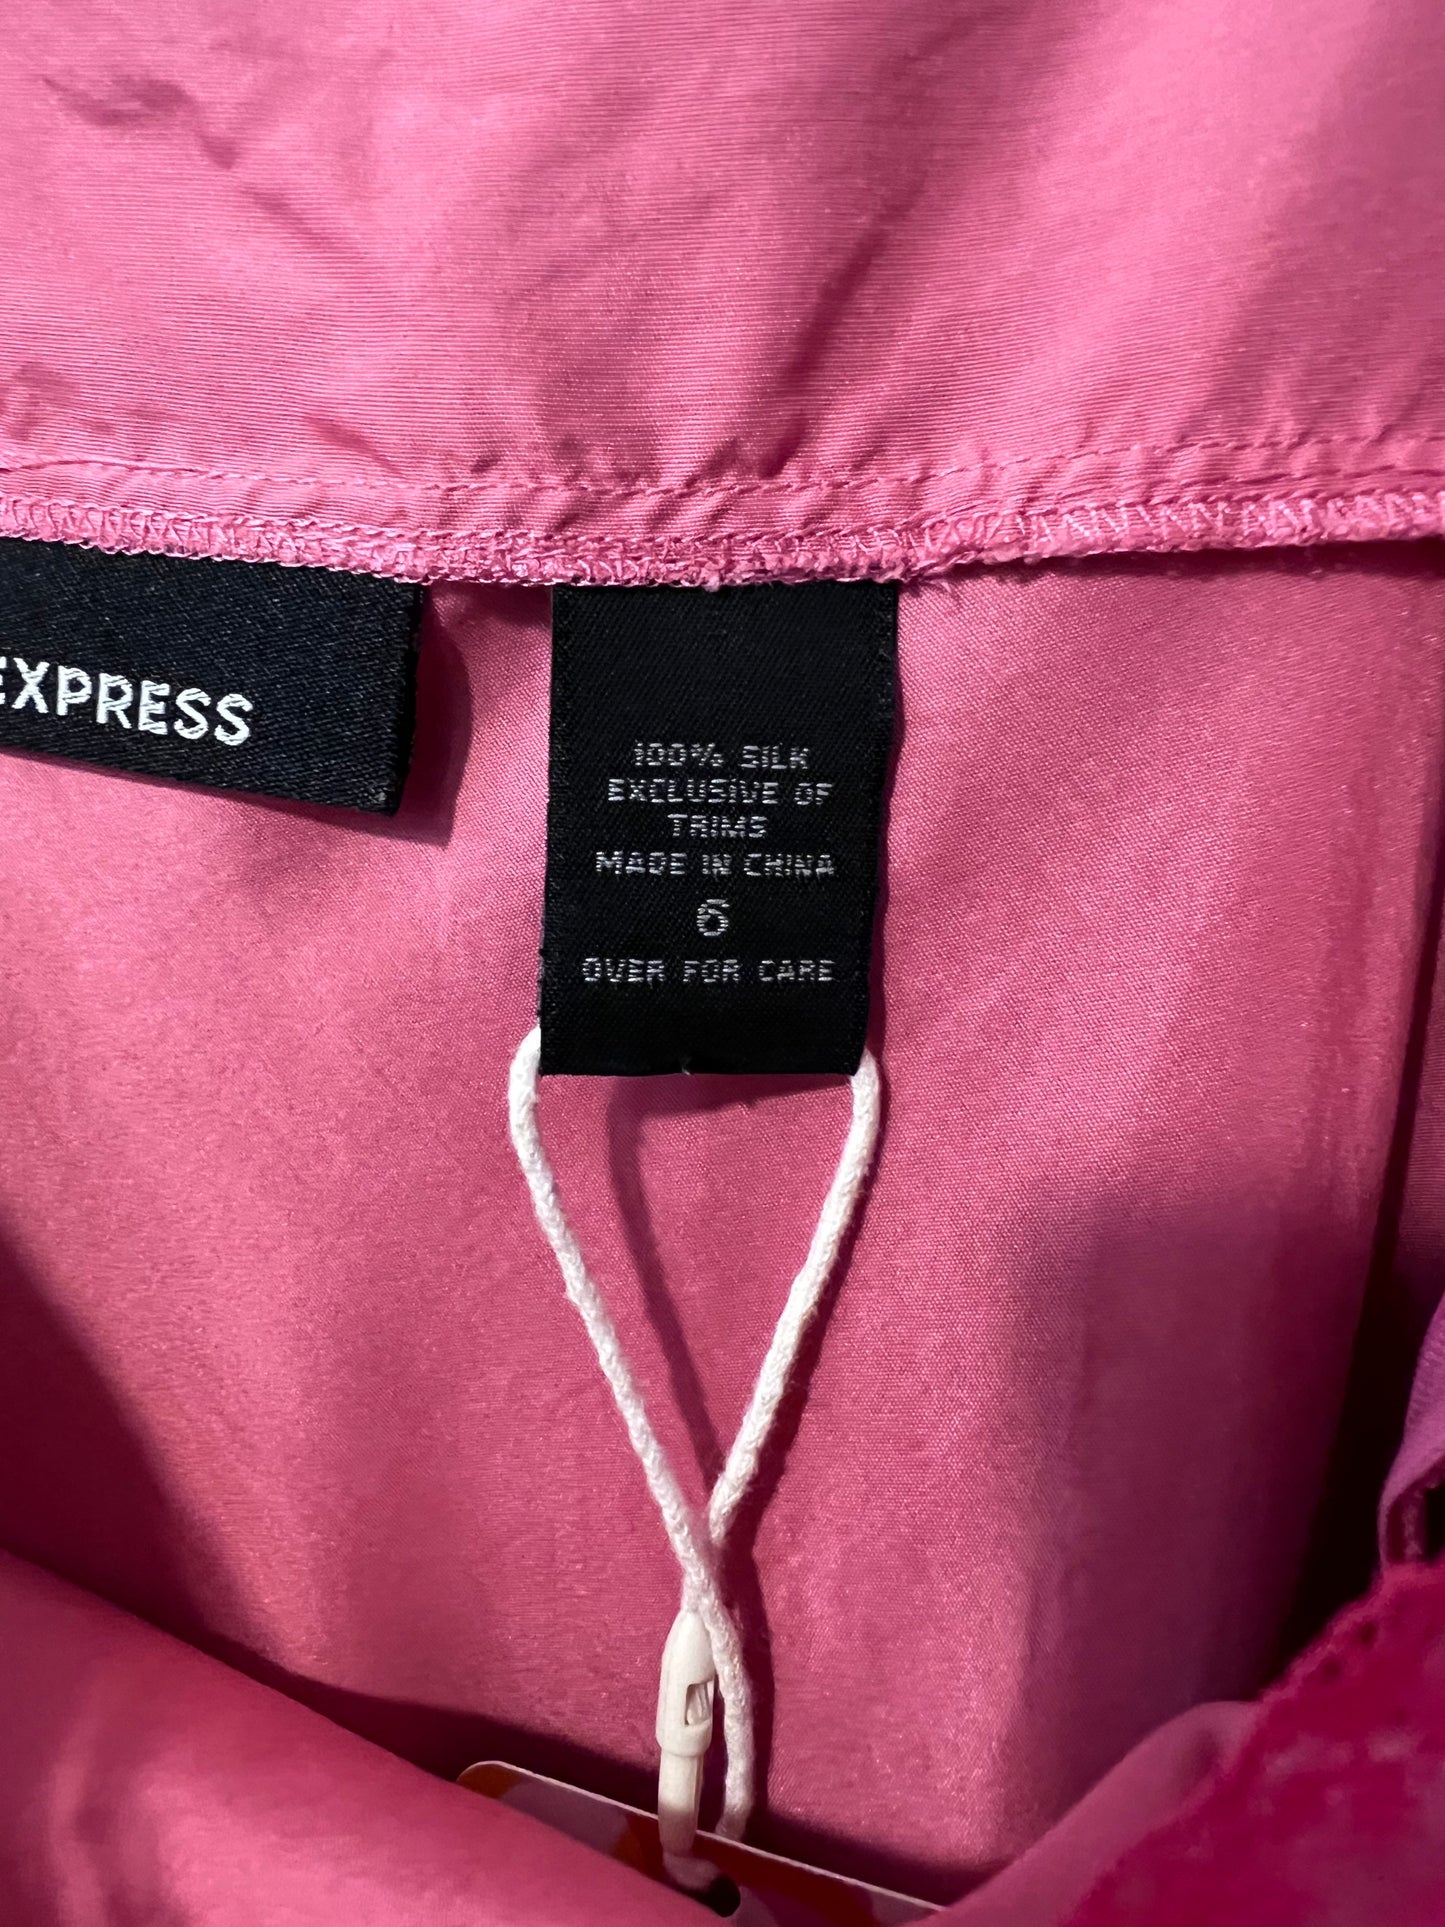 EXPRESS
100% SILK
EXCLUSIVE OF
TRIMS
MADE IN CHINA
6
OVER FOR CARE